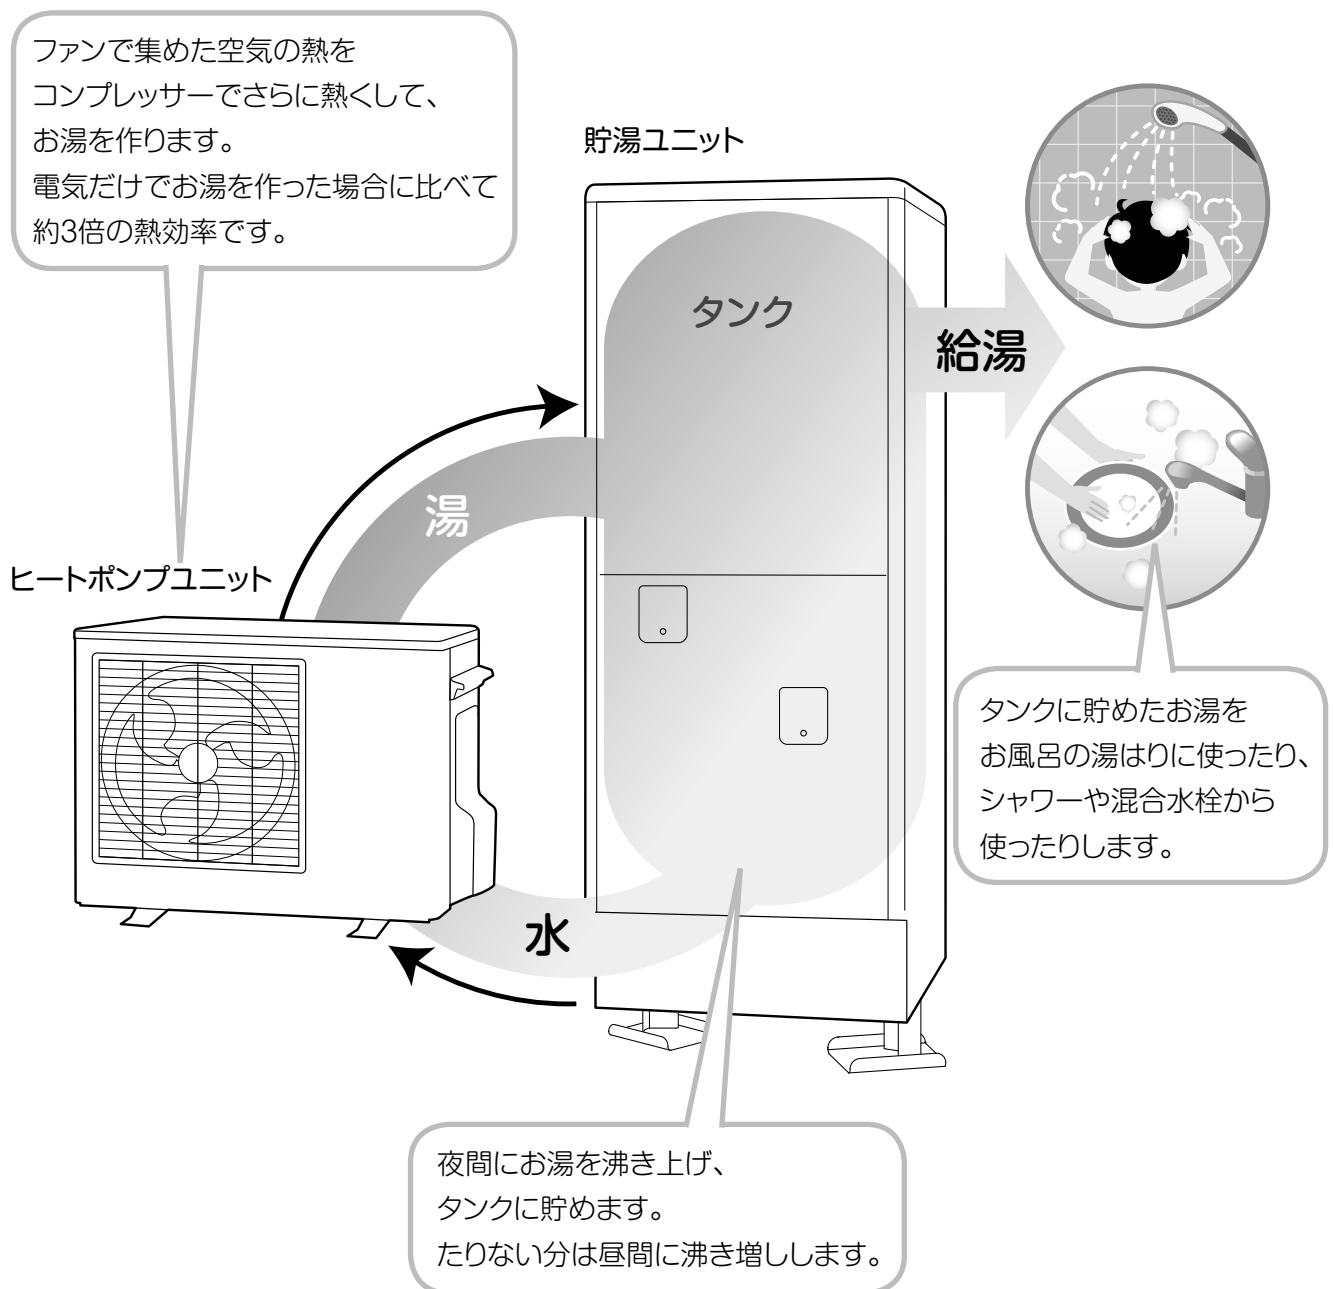 ファンで集めた空気の熱を
コンプレッサーでさらに熱くして、
お湯を作ります。
電気だけでお湯を作った場合に比べて
約3倍の熱効率です。
貯湯ユニット
タンク
給湯
湯
ヒートポンプユニット
タンクに貯めたお湯を
お風呂の湯はりに使ったり、
シャワーや混合水栓から
使ったりします。
水
夜間にお湯を沸き上げ、
タンクに貯めます。
たりない分は昼間に沸き増しします。